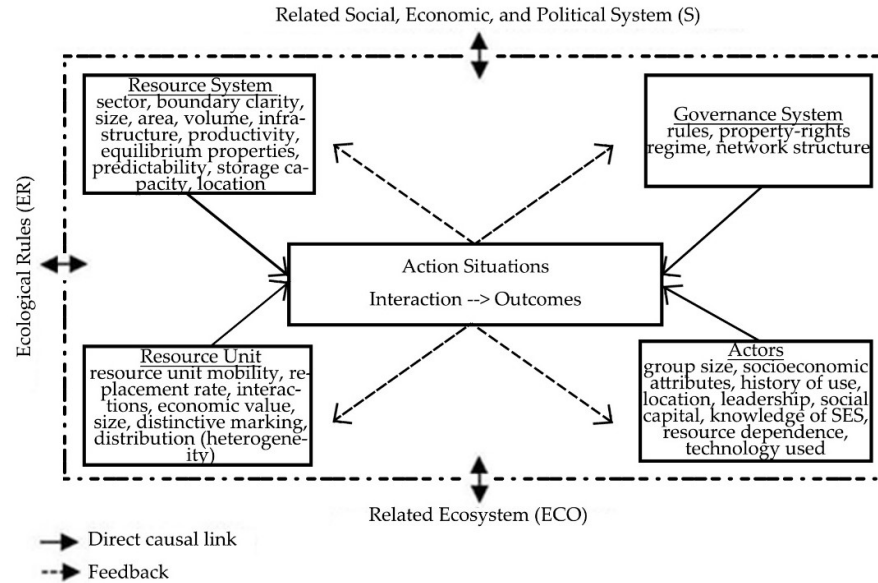 Related Social, Economic, and Political System (S)
Resource System
sector, boundary clarity,
size, area, volume, infra-
structure, productivity,
equilibrium properties,
predictability, storage ca-
pacity, location
Governance System
rules, property-rights
regime, network structure
Ecological Rules (ER)
Action Situations
Interaction --> Outcomes
Resource Unit
resource unit mobility, re-
placement rate, interac-
tions, economic value,
size, distinctive marking,
distribution (heterogene-
ity)
Actors
group size, socioeconomic
attributes, history of use,
location, leadership, social
capital, knowledge of SES,
resource dependence,
technology used
Related Ecosystem (ECO)
Direct causal link
Feedback